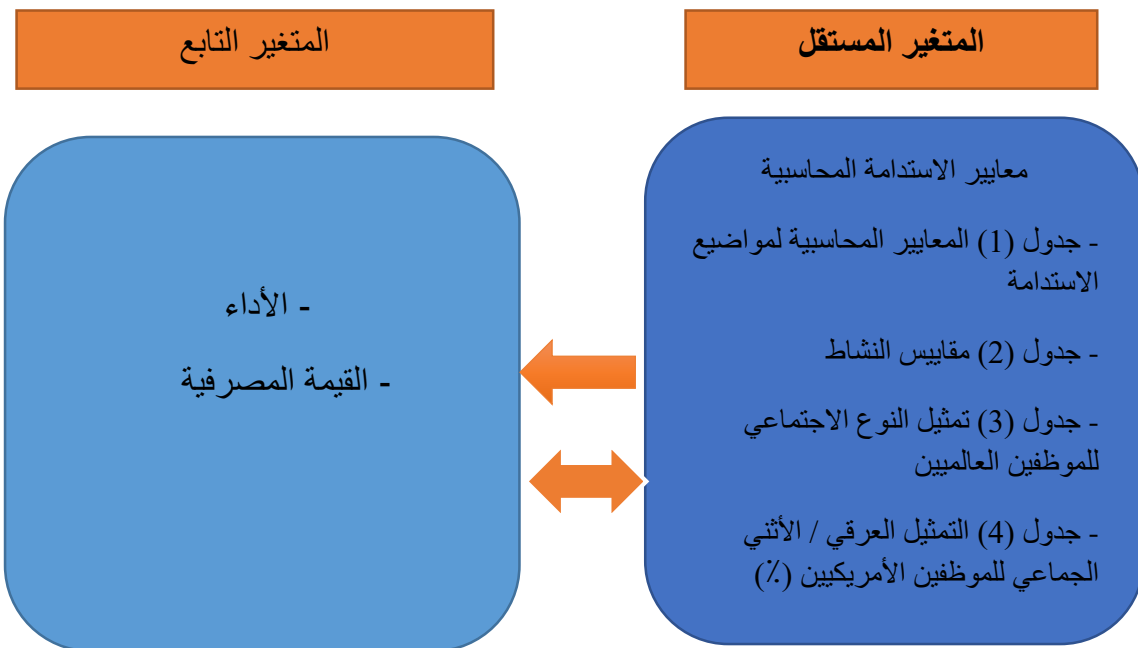 المتغير المستقل
معايير الاستدامة المحاسبية
- جدول (1) المعايير المحاسبية لمواضيع
الاستدامة
- جدول (2) مقاييس النشاط
- جدول (3) تمثيل النوع الاجتماعي
للموظفين العالميين
- جدول (4) التمثيل العرقي / الأثني
الجماعي للموظفين الأمريكيين (٪)
المتغير التابع
- الأداء
- القيمة المصرفية